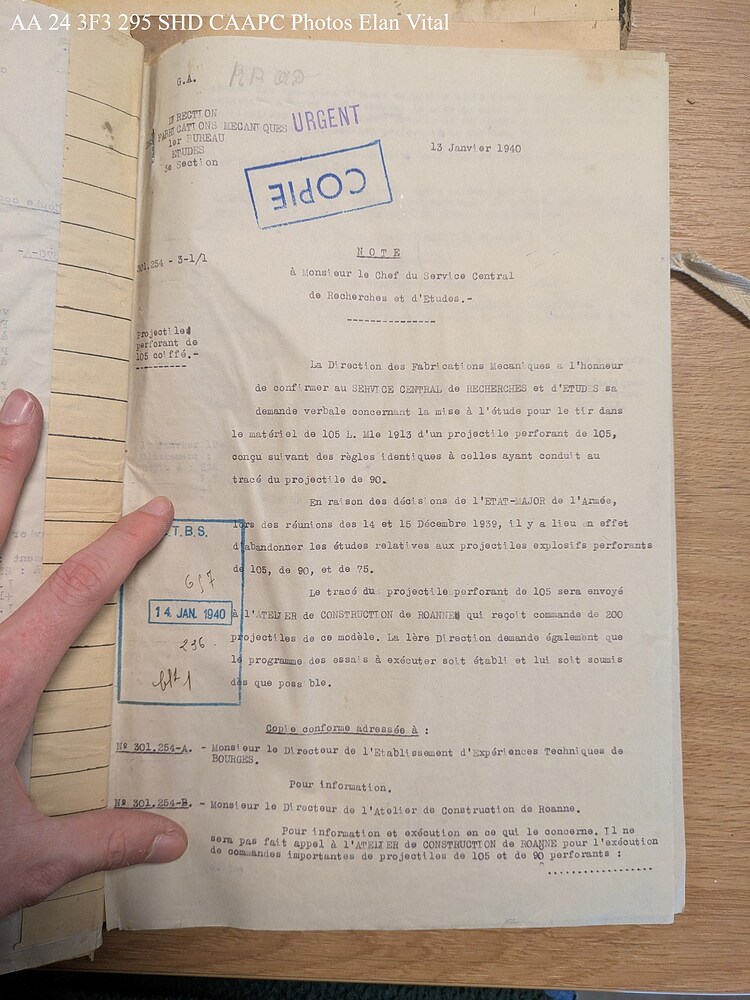 AA 24 3F3 295 SHD CAAPC Photos Elan Vital
G.A.
DIRECTION
FABRICATIONS MECANIQUES
1er BUREAU
ETUDES
3e Section
URGENT
COPIE
13 Janvier 1940
301.254 - 3-1/1
NOTE
à Monsieur le Chef du Service Central
de Recherches et d'Etudes.-
Projectile
perforant de
105 coiffé.-
La Direction des Fabrications Mecaniques a l'honneur
de confirmer au SERVICE CENTRAL de RECHERCHES et d'ETUDES sa
demande verbale concernant la mise à l'étude pour le tir dans
le matériel de 105 L. Mle 1913 d'un projectile perforant de 105,
conçu suivant des règles identiques à celles ayant conduit au
tracé du projectile de 90.
En raison des décisions de l'ETAT-MAJOR de l'Armée,
lors des réunions des 14 et 15 Décembre 1939, il y a lieu en effet
d'abandonner les études relatives aux projectiles explosifs perforants
de 105, de 90, et de 75.
Le tracé du projectile perforant de 105 sera envoyé
à l'ATELIER de CONSTRUCTION de ROANNE qui reçoit commande de 200
projectiles de ce modèle. La 1ère Direction demande également que
le programme des essais à exécuter soit établi et lui soit soumis
dès que possible.
T.B.S.
657
14 JAN. 1940
236
Copie conforme adressée à :
No 301.254-A. - Monsieur le Directeur de l'Etablissement d'Expériences Techniques de
BOURGES.
Pour information.
No 301.254-B. - Monsieur le Directeur de l'Atelier de Construction de Roanne.
Pour information et exécution en ce qui le concerne. Il ne
sera pas fait appel à l'ATELIER de CONSTRUCTION de ROANNE pour l'exécution
de commandes importantes de projectiles de 105 et de 90 perforants :
..................